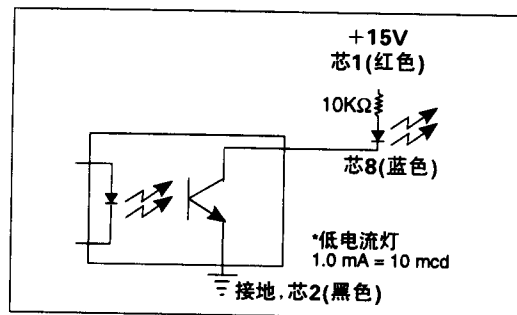 +15V
芯1(红色)
10KΩ
芯8(蓝色)
*低电流灯
1.0 mA = 10 mcd
接地,芯2(黑色)